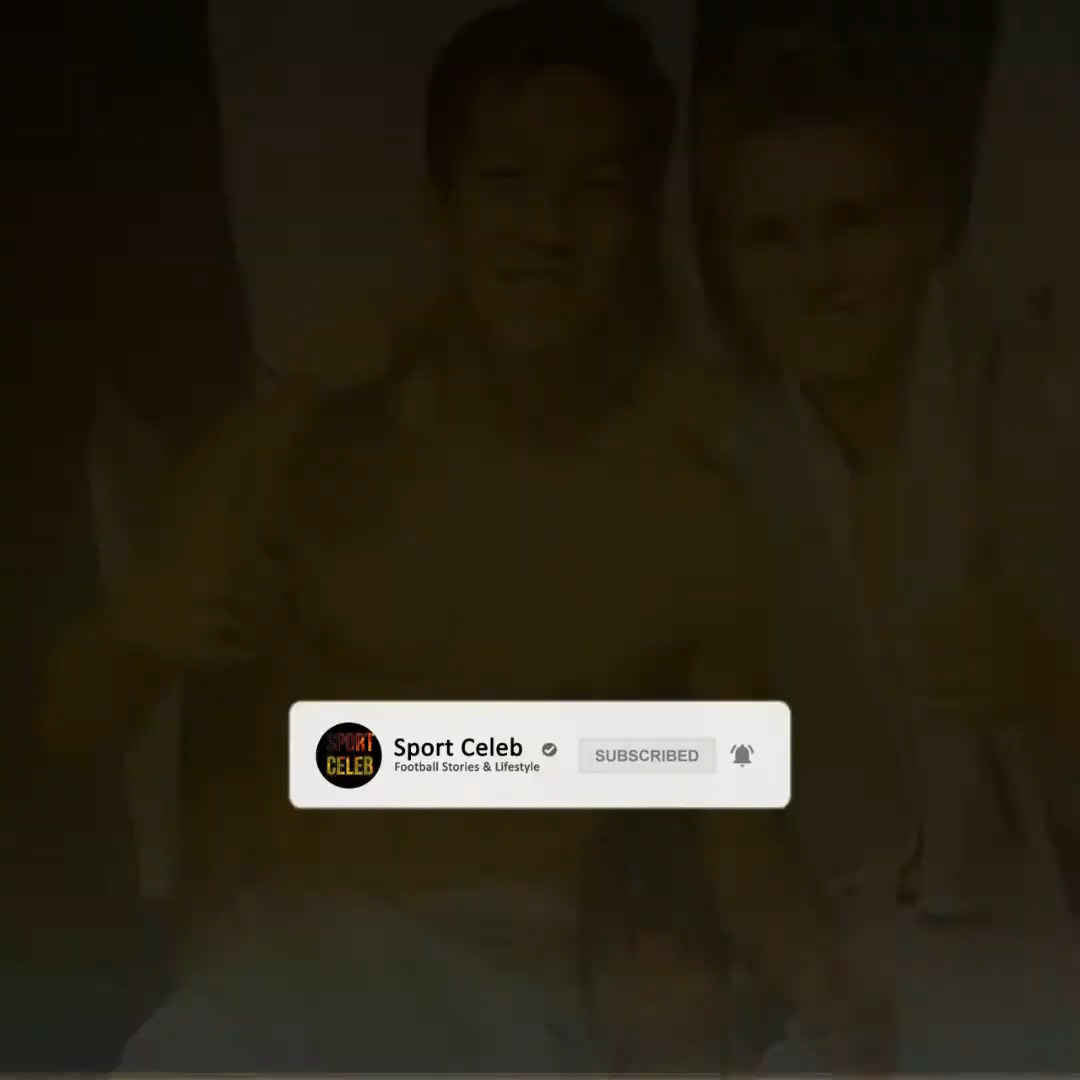 SPORT
CELEB
Sport Celeb
Football Stories & Lifestyle
SUBSCRIBED